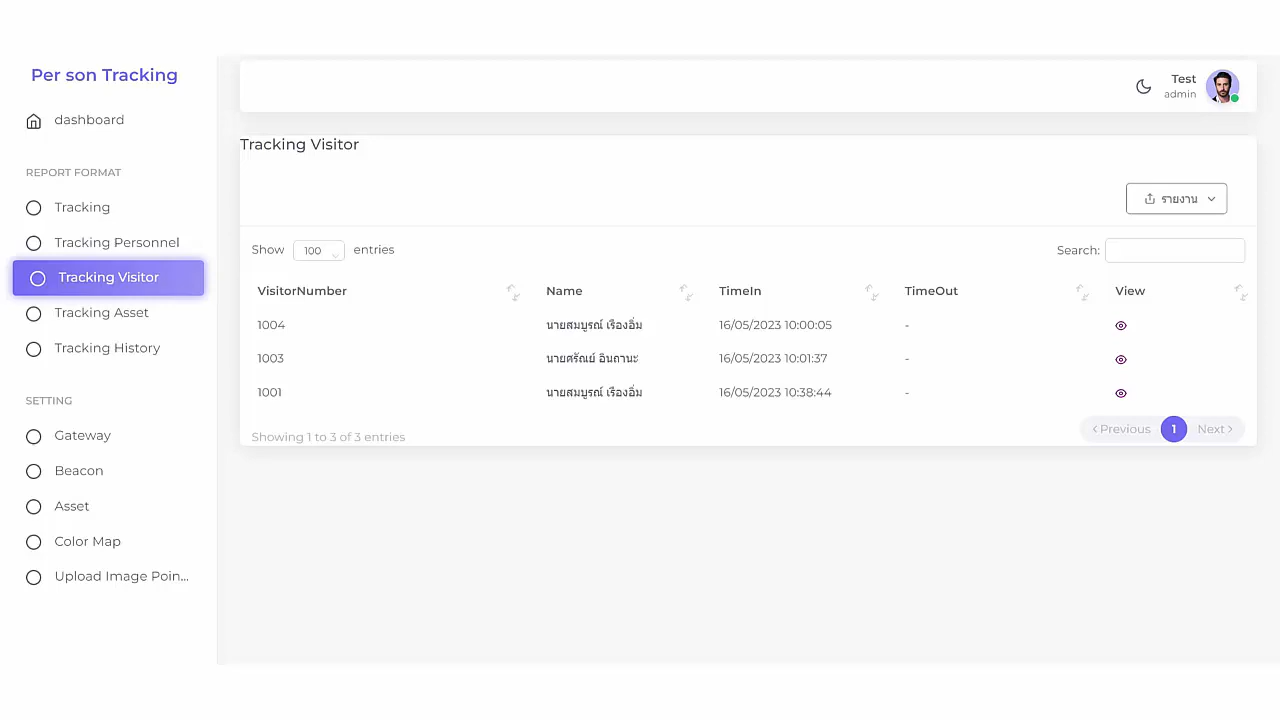 Per son Tracking
dashboard
REPORT FORMAT
Tracking
Tracking Personnel
Tracking Visitor
Tracking Asset
Tracking History
SETTING
Gateway
Beacon
Asset
Color Map
Upload Image Poin...
Test
admin
Tracking Visitor
รายงาน
Show 100 entries
Search:
VisitorNumber Name TimeIn TimeOut View
1004 นายสมบูรณ์ เรืองอิ่ม 16/05/2023 10:00:05 -
1003 นายศรัณย์ อินถานะ 16/05/2023 10:01:37 -
1001 นายสมบูรณ์ เรืองอิ่ม 16/05/2023 10:38:44 -
Showing 1 to 3 of 3 entries
Previous 1 Next